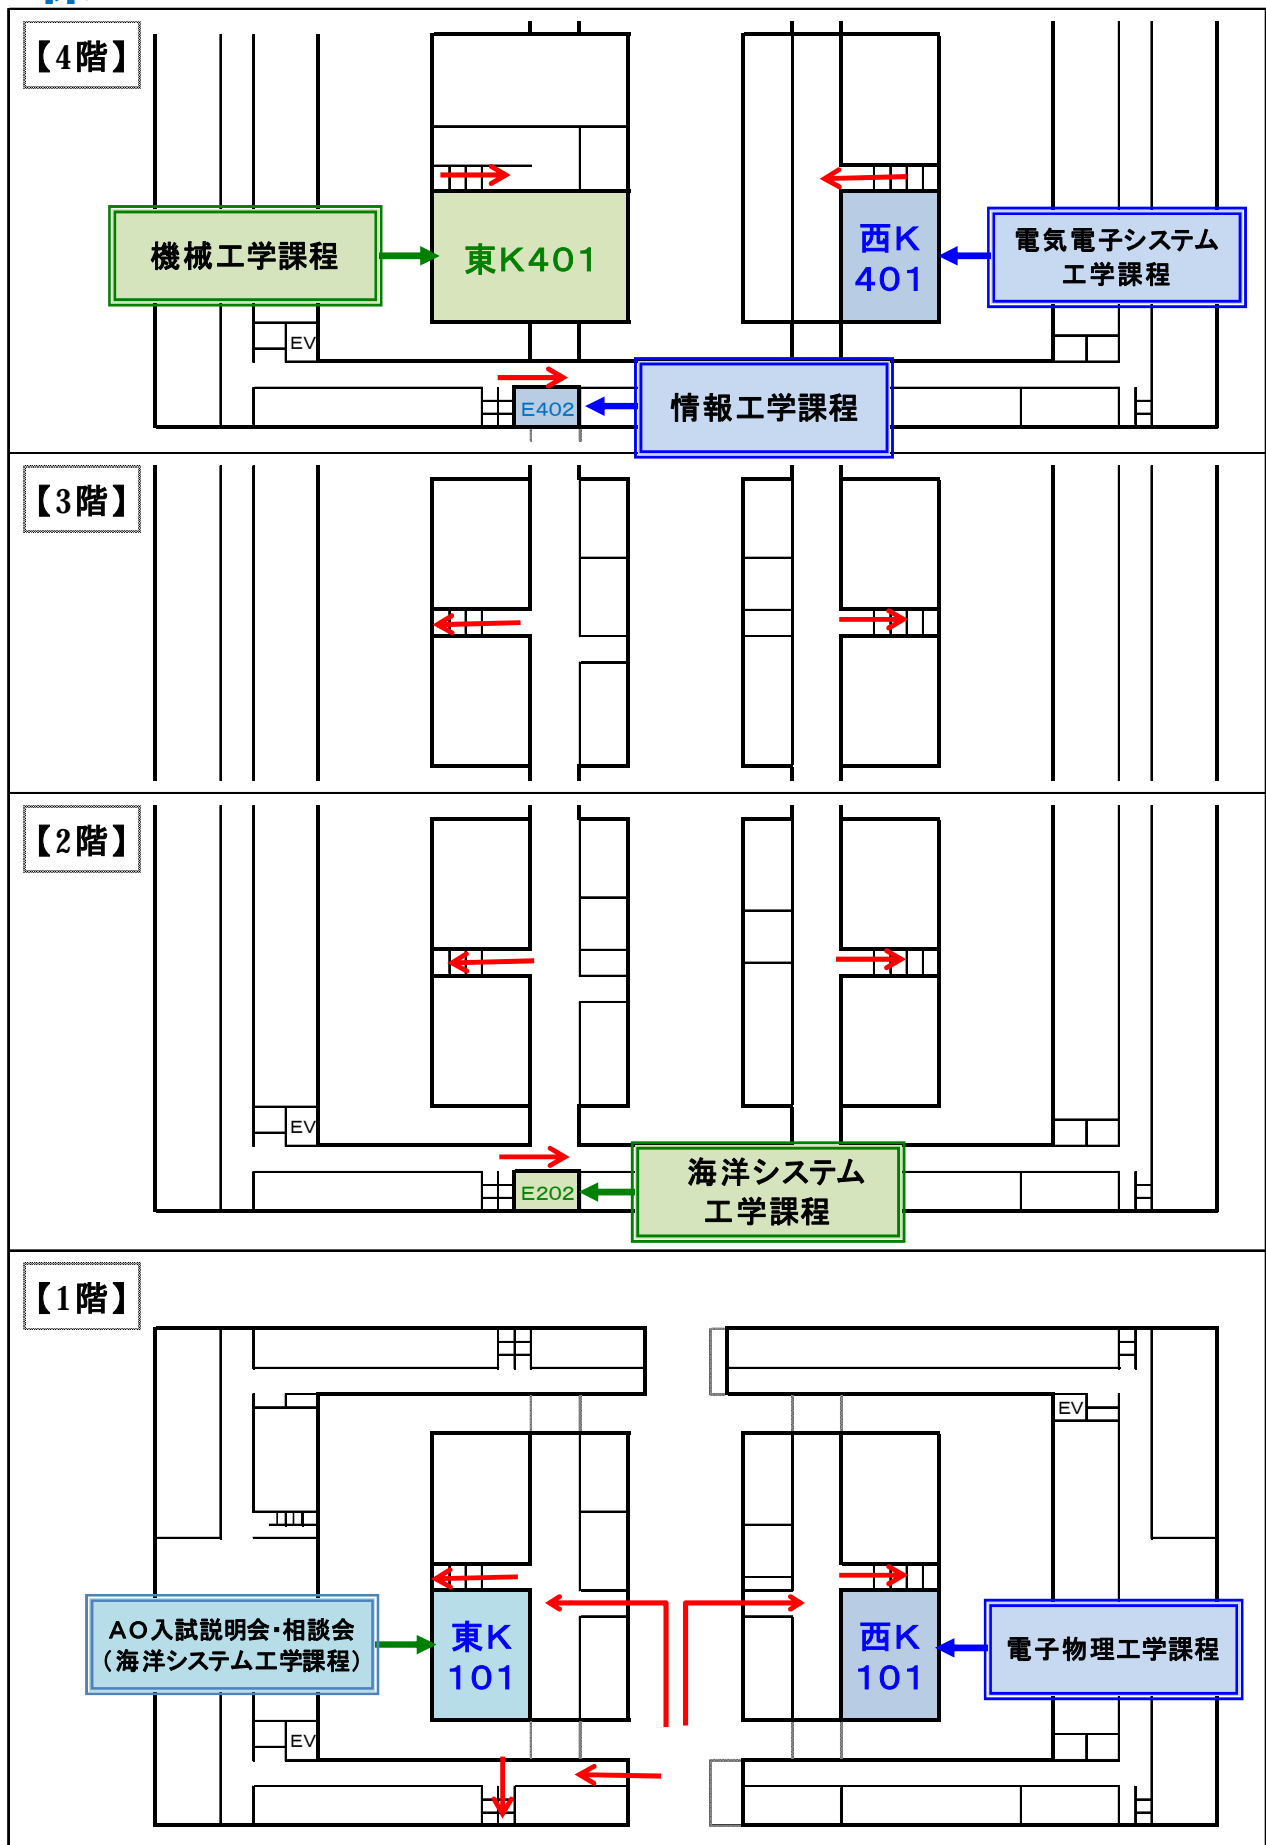 【4階】
機械工学課程
東K401
西K
401
電気電子システム
工学課程
EV
E402
情報工学課程
【3階】
【2階】
EV
E202
海洋システム
工学課程
【1階】
EV
AO入試説明会・相談会
（海洋システム工学課程）
東K
101
西K
101
電子物理工学課程
EV